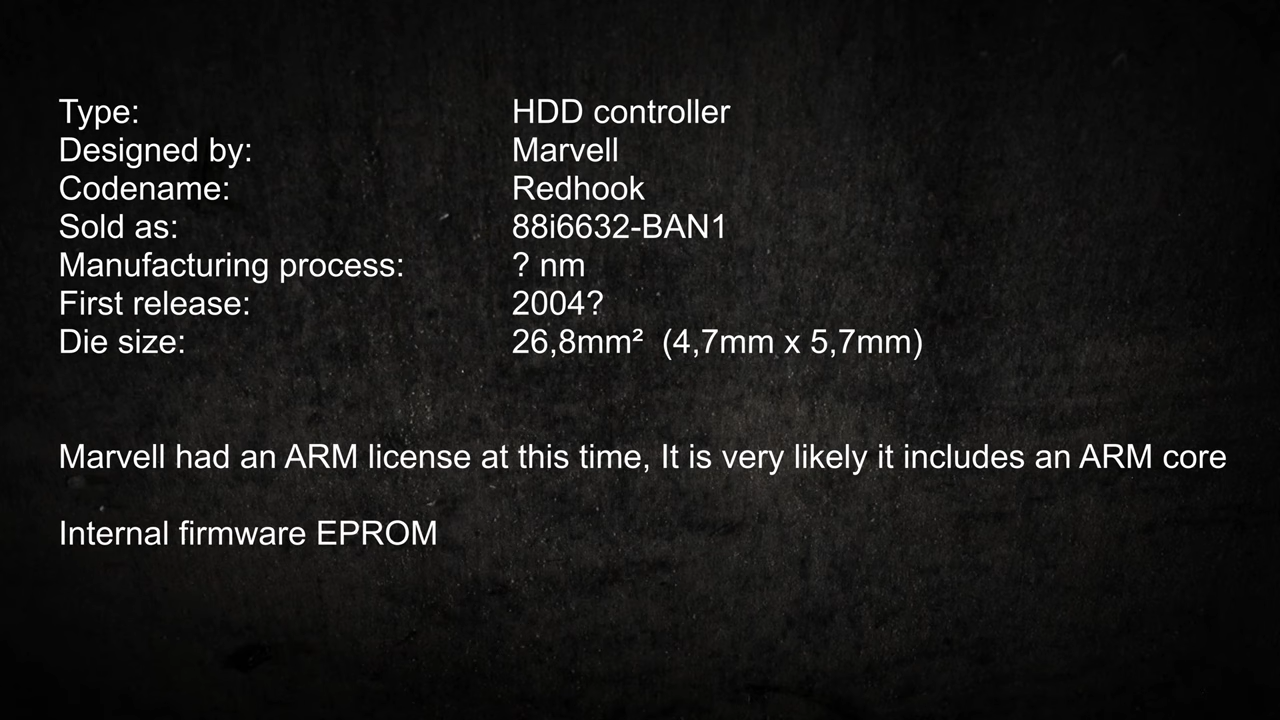 Type: HDD controller
Designed by: Marvell
Codename: Redhook
Sold as: 88i6632-BAN1
Manufacturing process: ? nm
First release: 2004?
Die size: 26,8mm² (4,7mm x 5,7mm)
Marvell had an ARM license at this time, It is very likely it includes an ARM core
Internal firmware EPROM